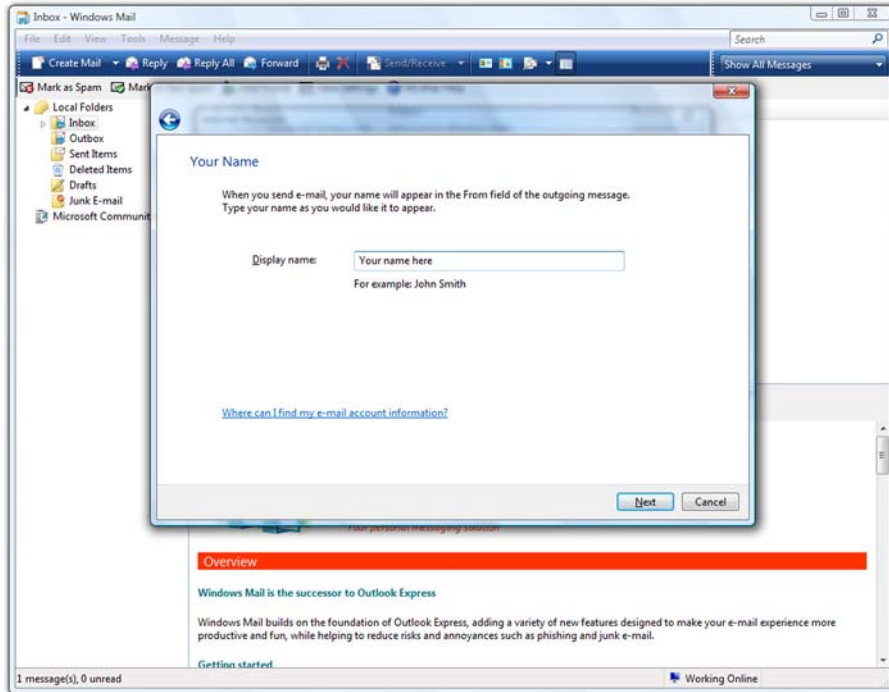 Inbox - Windows Mail
File Edit View Tools Message Help
Search
Create Mail Reply Reply All Forward Send/Receive
Show All Messages
Mark as Spam Mark
Local Folders
Inbox
Outbox
Sent Items
Deleted Items
Drafts
Junk E-mail
Microsoft Communit
Your Name
When you send e-mail, your name will appear in the From field of the outgoing message.
Type your name as you would like it to appear.
Display name: Your name here
For example: John Smith
Where can I find my e-mail account information?
Next Cancel
Your personal messaging solution
Overview
Windows Mail is the successor to Outlook Express
Windows Mail builds on the foundation of Outlook Express, adding a variety of new features designed to make your e-mail experience more
productive and fun, while helping to reduce risks and annoyances such as phishing and junk e-mail.
Getting started
1 message(s), 0 unread
Working Online